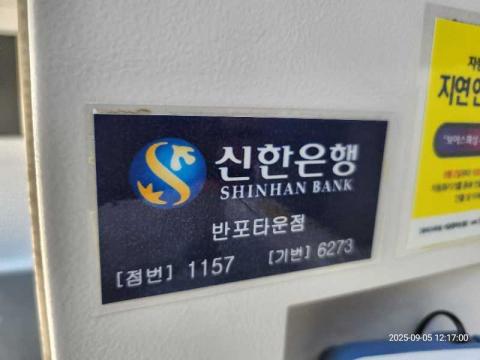 신한은행
SHINHAN BANK
반포타운점
[점번] 1157 [기번] 6273
지연인
2025-09-05 12:17:00